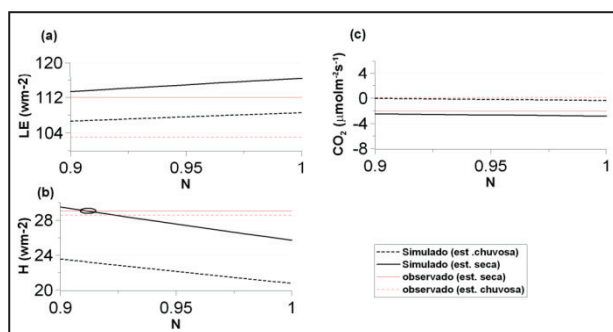 (a)
120
112
104
LE (wm-2)
0.9
0.95
1
N
(b)
28
24
20
H (wm-2)
0.9
0.95
1
N
(c)
4
0
-4
-8
CO₂ (µmolm⁻²s⁻¹)
0.9
0.95
1
N
Simulado (est .chuvosa)
Simulado (est. seca)
observado (est. seca)
observado (est. chuvosa)